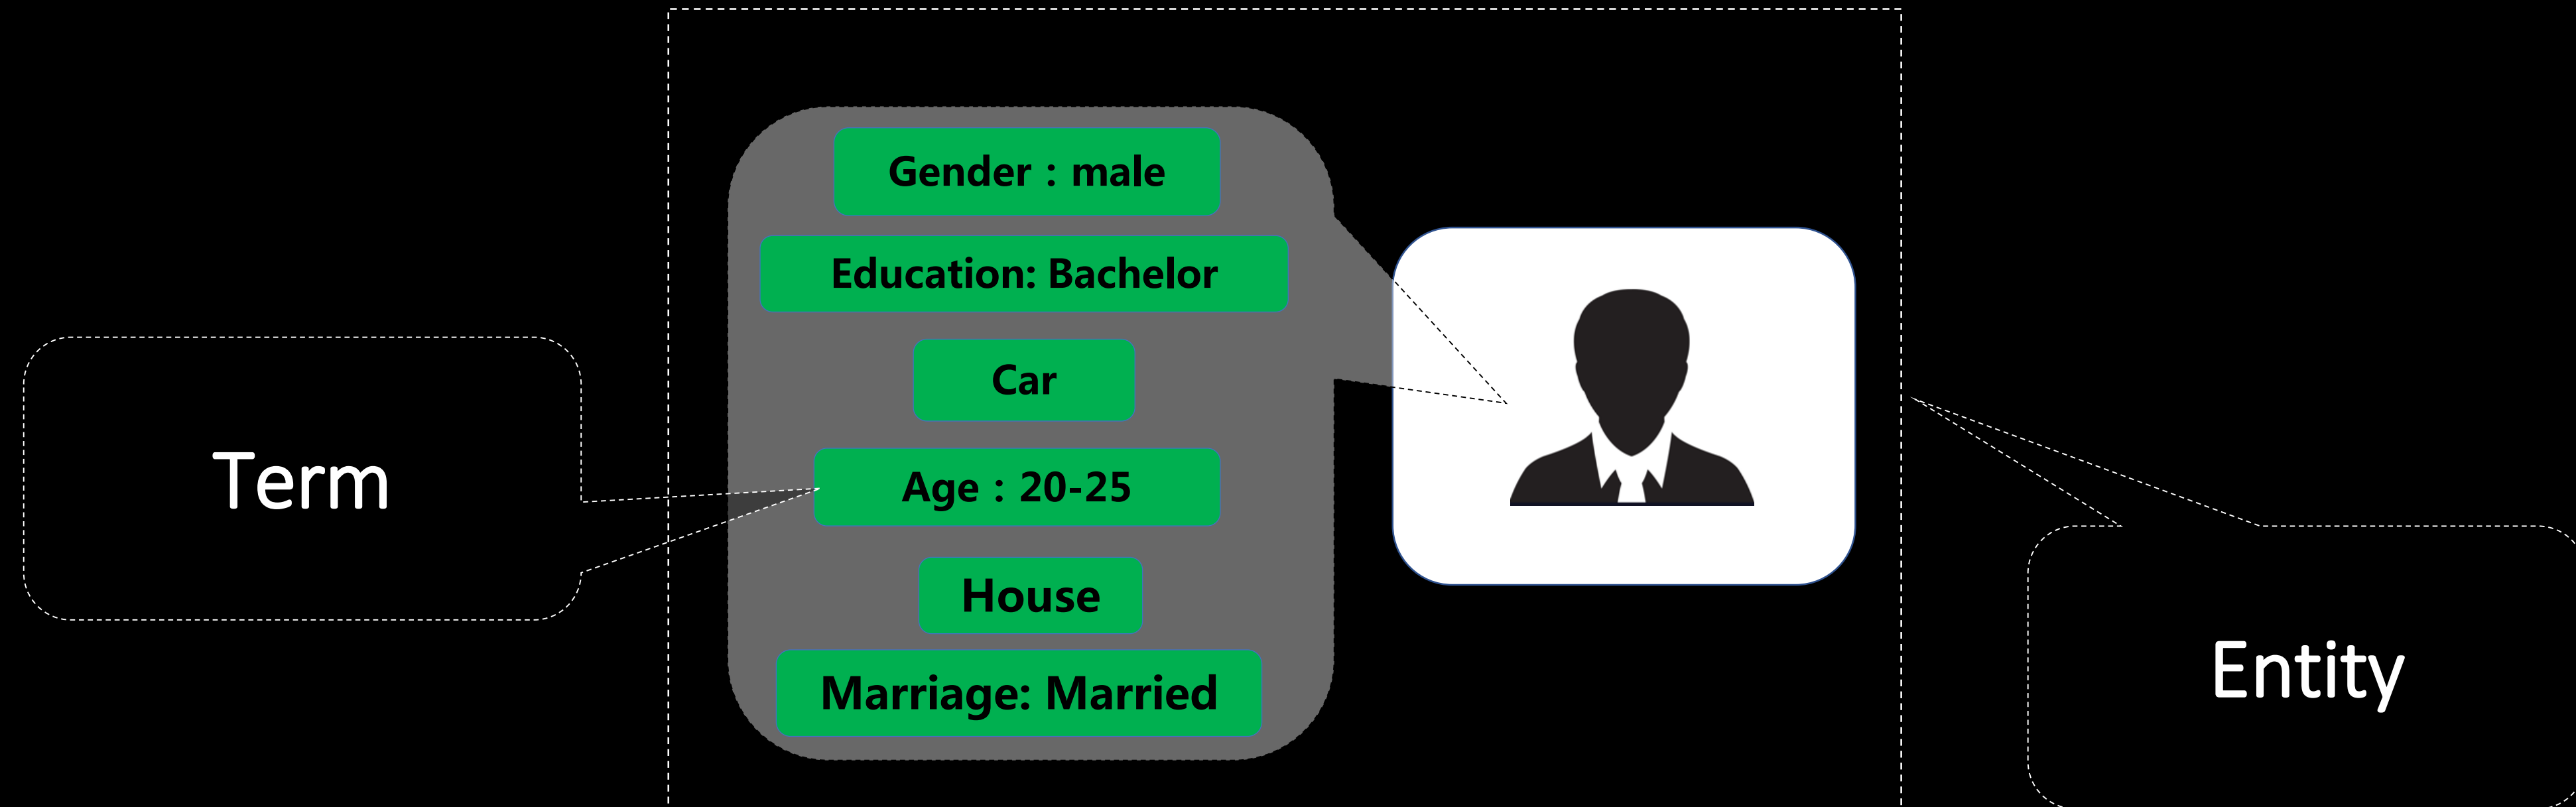 Gender：male
Education: Bachelor
Car
Age：20-25
House
Marriage: Married
Term
Entity